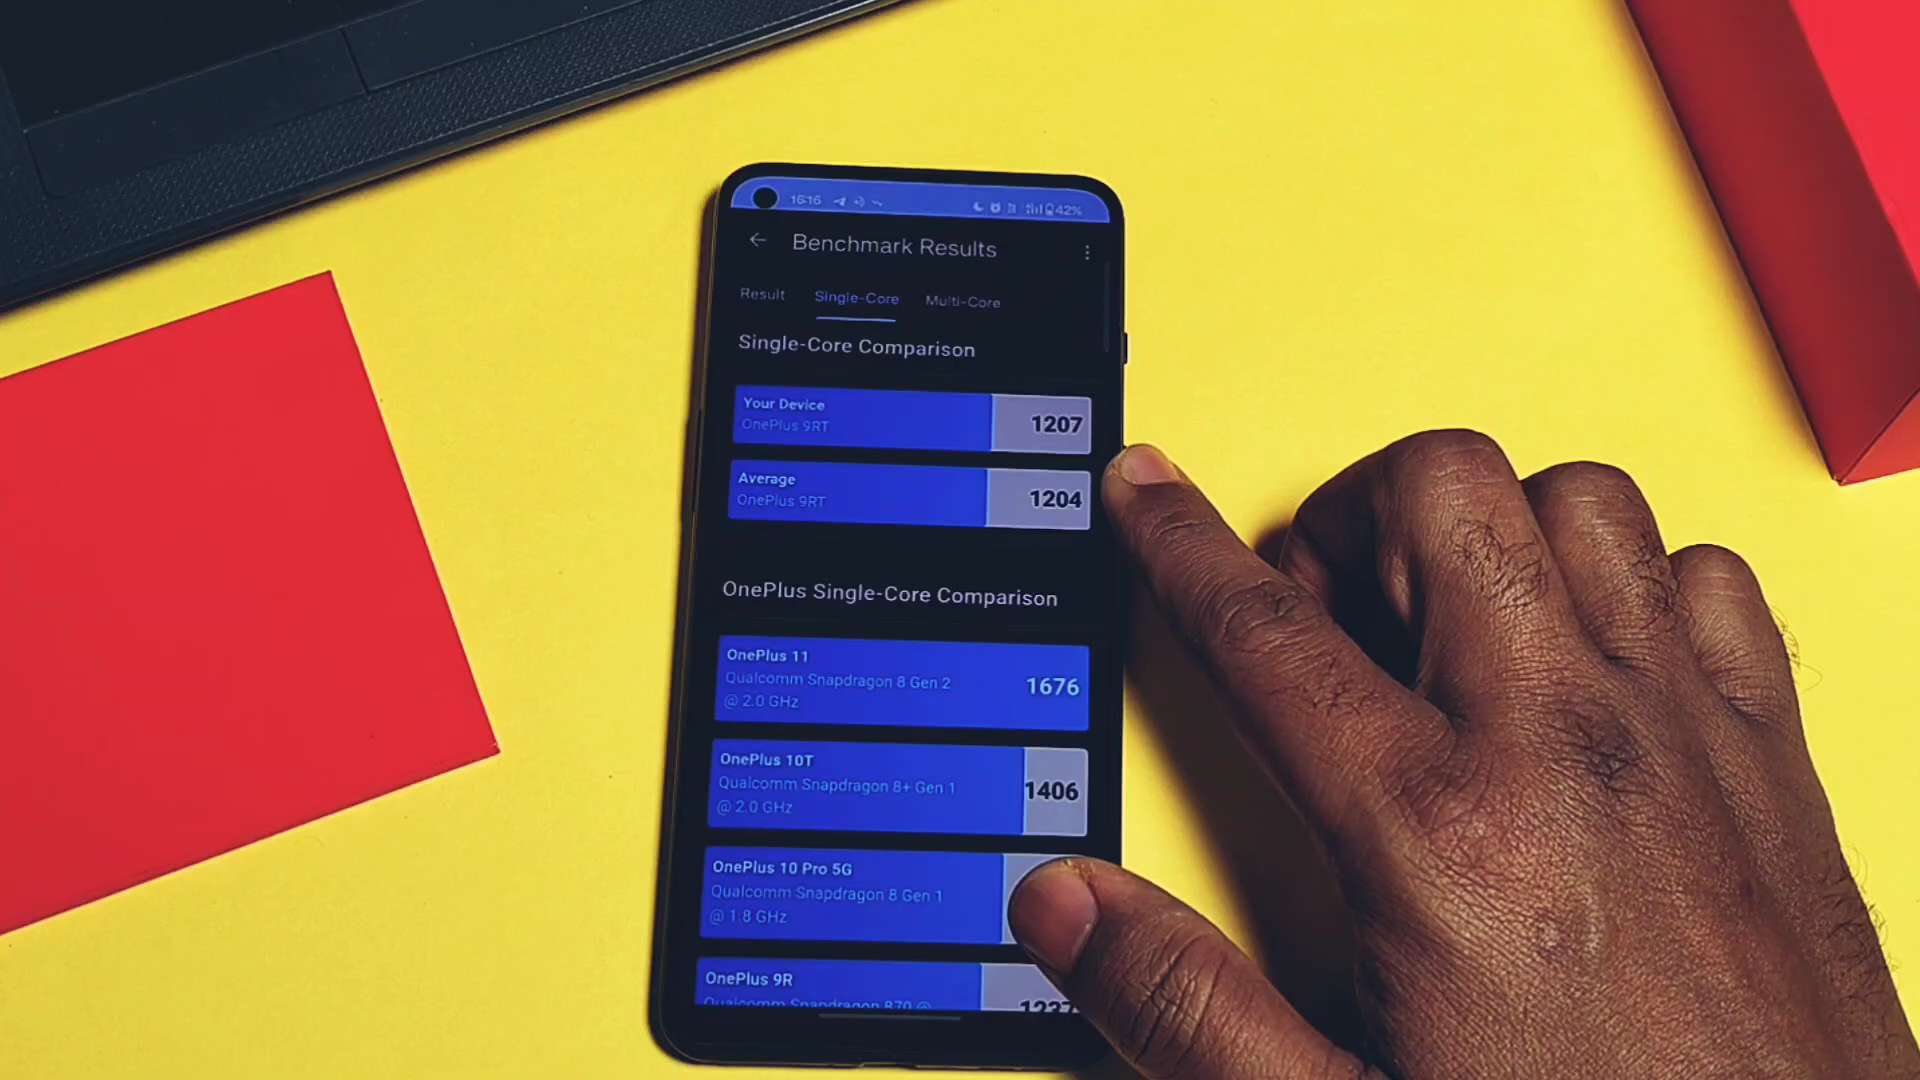 16:16 42%
Benchmark Results
Result Single-Core Multi-Core
Single-Core Comparison
Your Device
OnePlus 9RT
1207
Average
OnePlus 9RT
1204
OnePlus Single-Core Comparison
OnePlus 11
Qualcomm Snapdragon 8 Gen 2
@ 2.0 GHz
1676
OnePlus 10T
Qualcomm Snapdragon 8+ Gen 1
@ 2.0 GHz
1406
OnePlus 10 Pro 5G
Qualcomm Snapdragon 8 Gen 1
@ 1.8 GHz
OnePlus 9R
Qualcomm Snapdragon 870 @